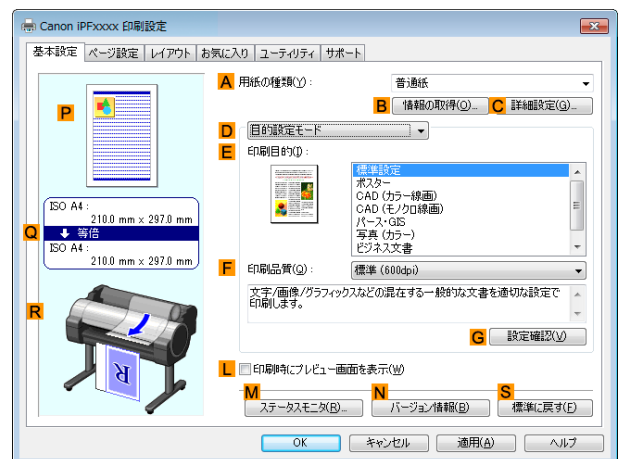 Canon iPFxxxx 印刷設定
基本設定 ページ設定 レイアウト お気に入り ユーティリティ サポート
A 用紙の種類(Y): 普通紙
B 情報の取得(O)... C 詳細設定(G)...
P
D 目的設定モード
E 印刷目的(I):
標準設定
ポスター
CAD (カラー線画)
CAD (モノクロ線画)
パース・GIS
写真 (カラー)
ビジネス文書
ISO A4 :
210.0 mm × 297.0 mm
Q 等倍
ISO A4 :
210.0 mm × 297.0 mm
F 印刷品質(Q): 標準 (600dpi)
文字/画像/グラフィックスなどの混在する一般的な文書を適切な設定で
印刷します。
R
R
G 設定確認(V)
L 印刷時にプレビュー画面を表示(W)
M N S
ステータスモニタ(R)... バージョン情報(B) 標準に戻す(F)
OK キャンセル 適用(A) ヘルプ